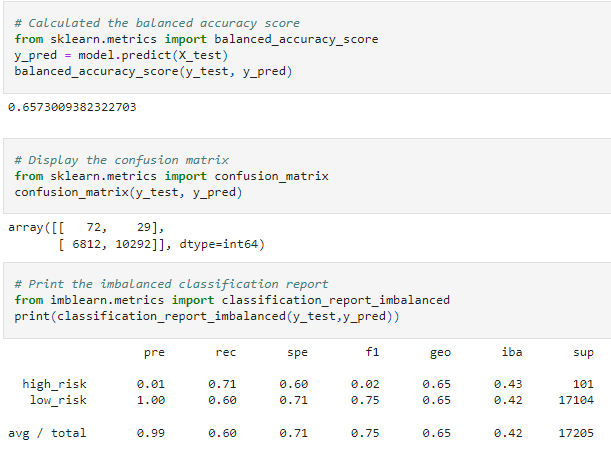 # Calculated the balanced accuracy score
from sklearn.metrics import balanced_accuracy_score
y_pred = model.predict(X_test)
balanced_accuracy_score(y_test, y_pred)
0.6573009382322703
# Display the confusion matrix
from sklearn.metrics import confusion_matrix
confusion_matrix(y_test, y_pred)
array([[   72,    29],
       [ 6812, 10292]], dtype=int64)
# Print the imbalanced classification report
from imblearn.metrics import classification_report_imbalanced
print(classification_report_imbalanced(y_test,y_pred))
                   pre       rec       spe        f1       geo       iba       sup
  high_risk       0.01      0.71      0.60      0.02      0.65      0.43       101
   low_risk       1.00      0.60      0.71      0.75      0.65      0.42     17104
avg / total       0.99      0.60      0.71      0.75      0.65      0.42     17205